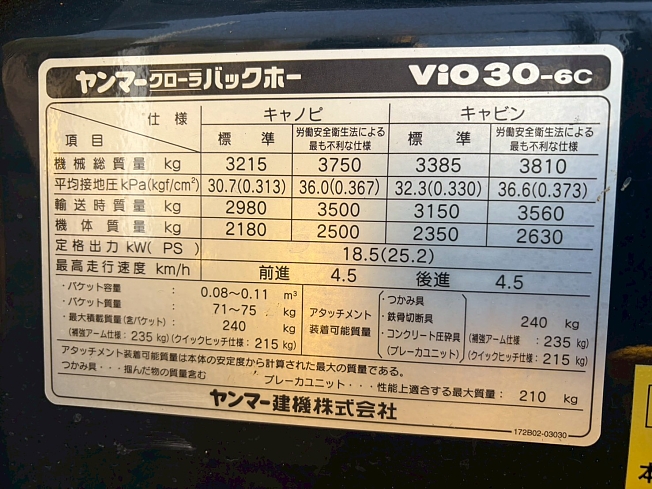 ヤンマークローラバックホー ViO30-6C
仕様 キャノピ キャビン
項目 標準 労働安全衛生法による最も不利な仕様 標準 労働安全衛生法による最も不利な仕様
機械総質量 kg 3215 3750 3385 3810
平均接地圧 kPa(kgf/cm²) 30.7(0.313) 36.0(0.367) 32.3(0.330) 36.6(0.373)
輸送時質量 kg 2980 3500 3150 3560
機体質量 kg 2180 2500 2350 2630
定格出力 kW( PS) 18.5(25.2)
最高走行速度 km/h 前進 4.5 後進 4.5
・バケット容量 : 0.08〜0.11 m³
・バケット質量 : 71〜75 kg
・最大積載質量(含バケット) : 240 kg
(補強アーム仕様: 235 kg) (クイックヒッチ仕様: 215 kg)
アタッチメント装着可能質量
・つかみ具
・鉄骨切断具
・コンクリート圧砕具
(ブレーカユニット)
240 kg
(補強アーム仕様: 235 kg)
(クイックヒッチ仕様: 215 kg)
アタッチメント装着可能質量は本体の安定度から計算された最大の質量である。
つかみ具・・・掴んだ物の質量含む ブレーカユニット・・・性能上適合する最大質量: 210 kg
ヤンマー建機株式会社
172B02-03030
本